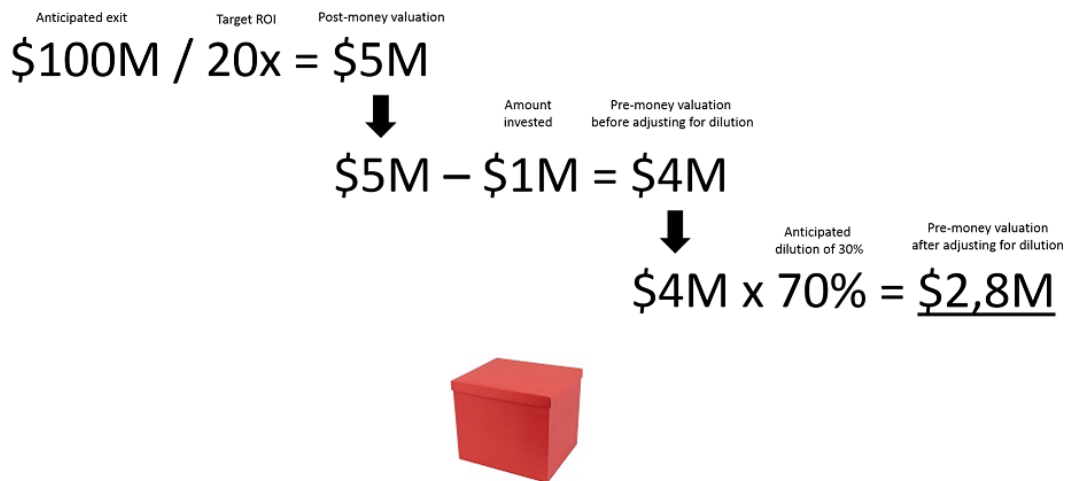 Anticipated exit
Target ROI
Post-money valuation
$100M / 20x = $5M
Amount
invested
Pre-money valuation
before adjusting for dilution
$5M – $1M = $4M
Anticipated
dilution of 30%
Pre-money valuation
after adjusting for dilution
$4M x 70% = $2,8M